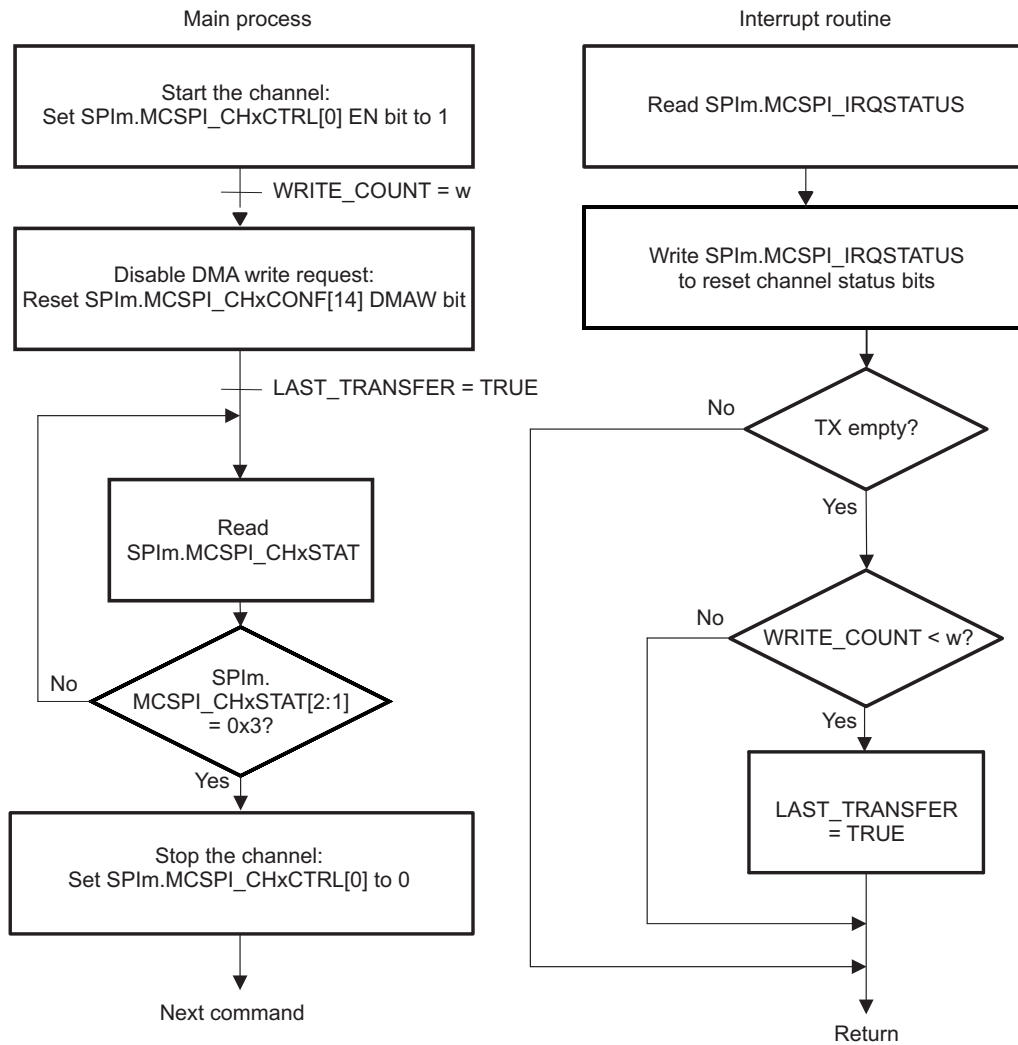 Main process
Start the channel:
Set SPIm.MCSPI_CHxCTRL[0] EN bit to 1
WRITE_COUNT = w
Disable DMA write request:
Reset SPIm.MCSPI_CHxCONF[14] DMAW bit
LAST_TRANSFER = TRUE
Read
SPIm.MCSPI_CHxSTAT
SPIm.
MCSPI_CHxSTAT[2:1]
= 0x3?
No
Yes
Stop the channel:
Set SPIm.MCSPI_CHxCTRL[0] to 0
Next command
Interrupt routine
Read SPIm.MCSPI_IRQSTATUS
Write SPIm.MCSPI_IRQSTATUS
to reset channel status bits
No
TX empty?
Yes
No
WRITE_COUNT < w?
Yes
LAST_TRANSFER
= TRUE
Return